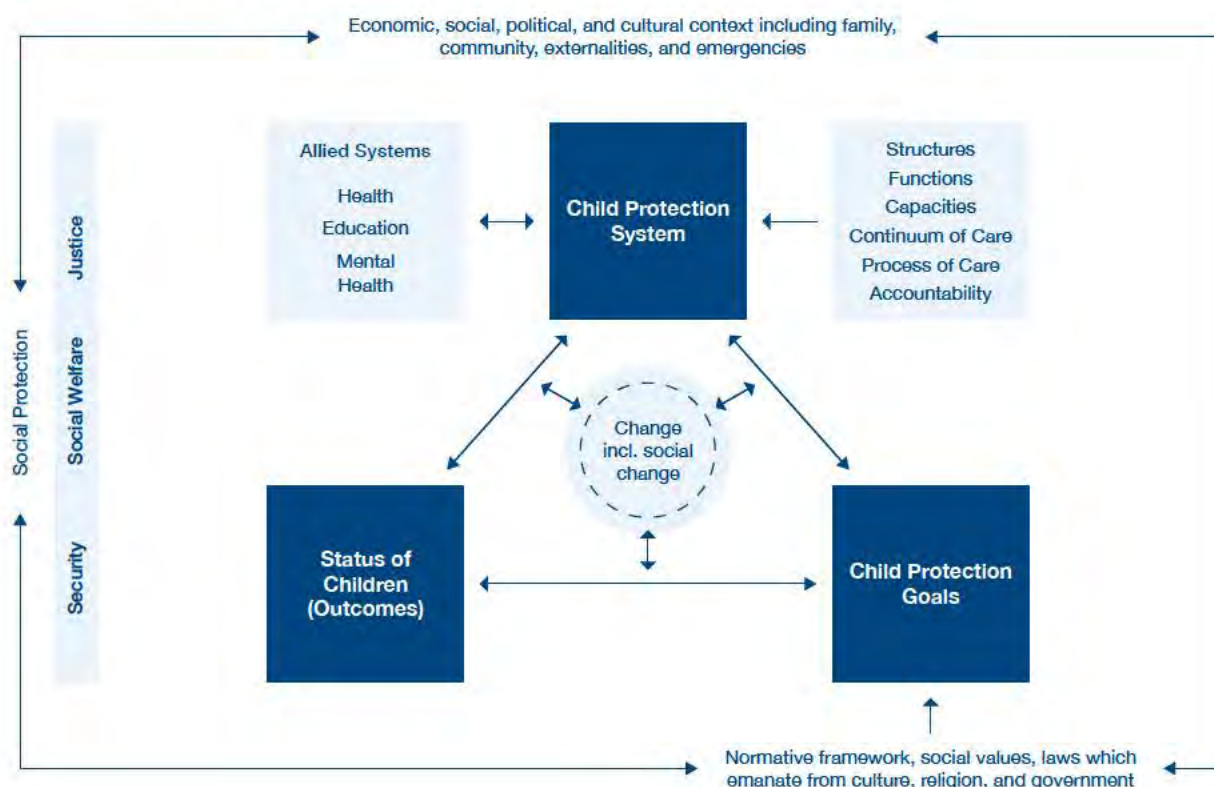 Economic, social, political, and cultural context including family,
community, externalities, and emergencies
Social Protection
Justice
Social Welfare
Security
Allied Systems
Health
Education
Mental
Health
Child Protection
System
Structures
Functions
Capacities
Continuum of Care
Process of Care
Accountability
Change
incl. social
change
Status of
Children
(Outcomes)
Child Protection
Goals
Normative framework, social values, laws which
emanate from culture, religion, and government